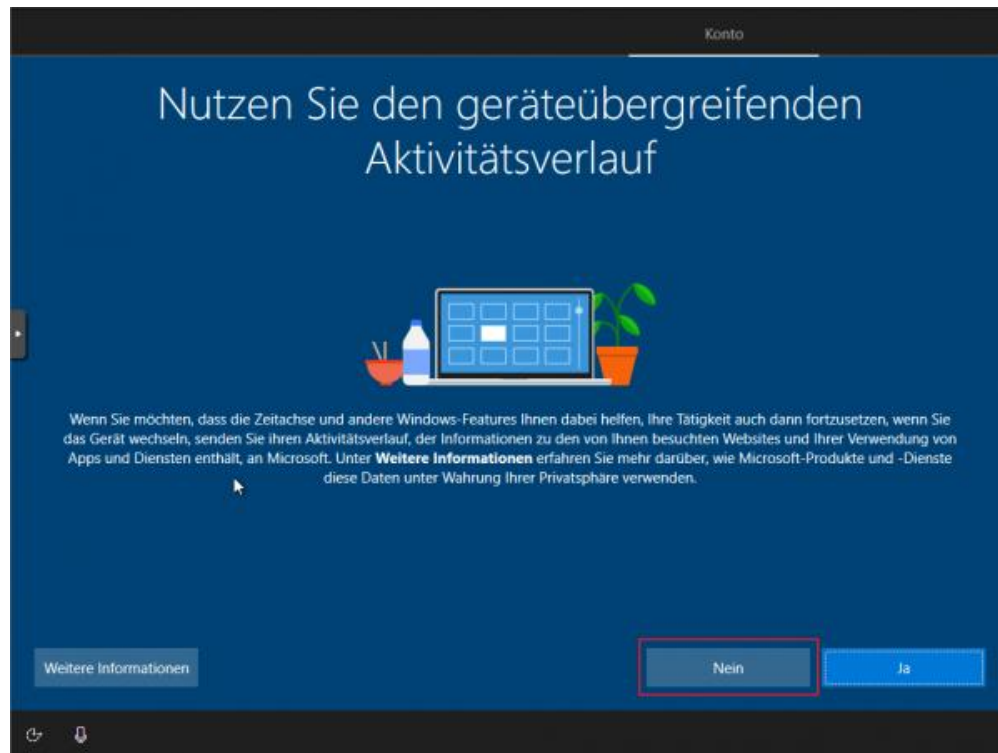 Konto
Nutzen Sie den geräteübergreifenden
Aktivitätsverlauf
Wenn Sie möchten, dass die Zeitachse und andere Windows-Features Ihnen dabei helfen, Ihre Tätigkeit auch dann fortzusetzen, wenn Sie
das Gerät wechseln, senden Sie ihren Aktivitätsverlauf, der Informationen zu den von Ihnen besuchten Websites und Ihrer Verwendung von
Apps und Diensten enthält, an Microsoft. Unter Weitere Informationen erfahren Sie mehr darüber, wie Microsoft-Produkte und -Dienste
diese Daten unter Wahrung Ihrer Privatsphäre verwenden.
Weitere Informationen
Nein
Ja